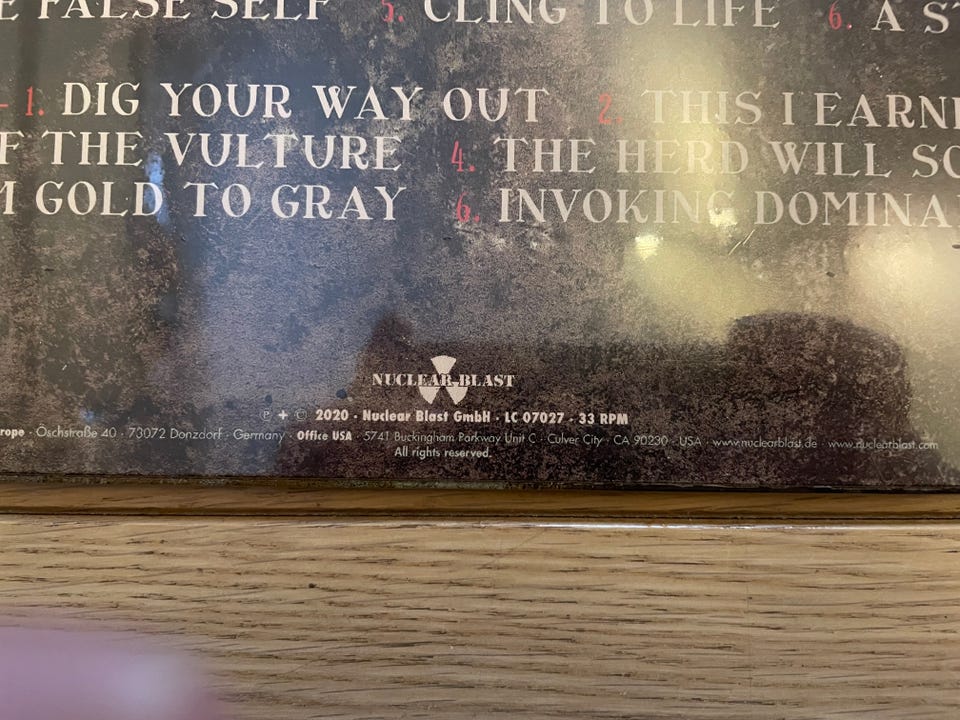 E FALSE SELF 5. CLING TO LIFE 6. A S
- 1. DIG YOUR WAY OUT 2. THIS I EARN
F THE VULTURE 4. THE HERD WILL SC
M GOLD TO GRAY 6. INVOKING DOMINA
NUCLEAR BLAST
℗ + © 2020 · Nuclear Blast GmbH · LC 07027 · 33 RPM
rope · Öschstraße 40 · 73072 Donzdorf · Germany · Office USA · 5741 Buckingham Parkway Unit C · Culver City · CA 90230 · USA · www.nuclearblast.de · www.nuclearblast.com
All rights reserved.